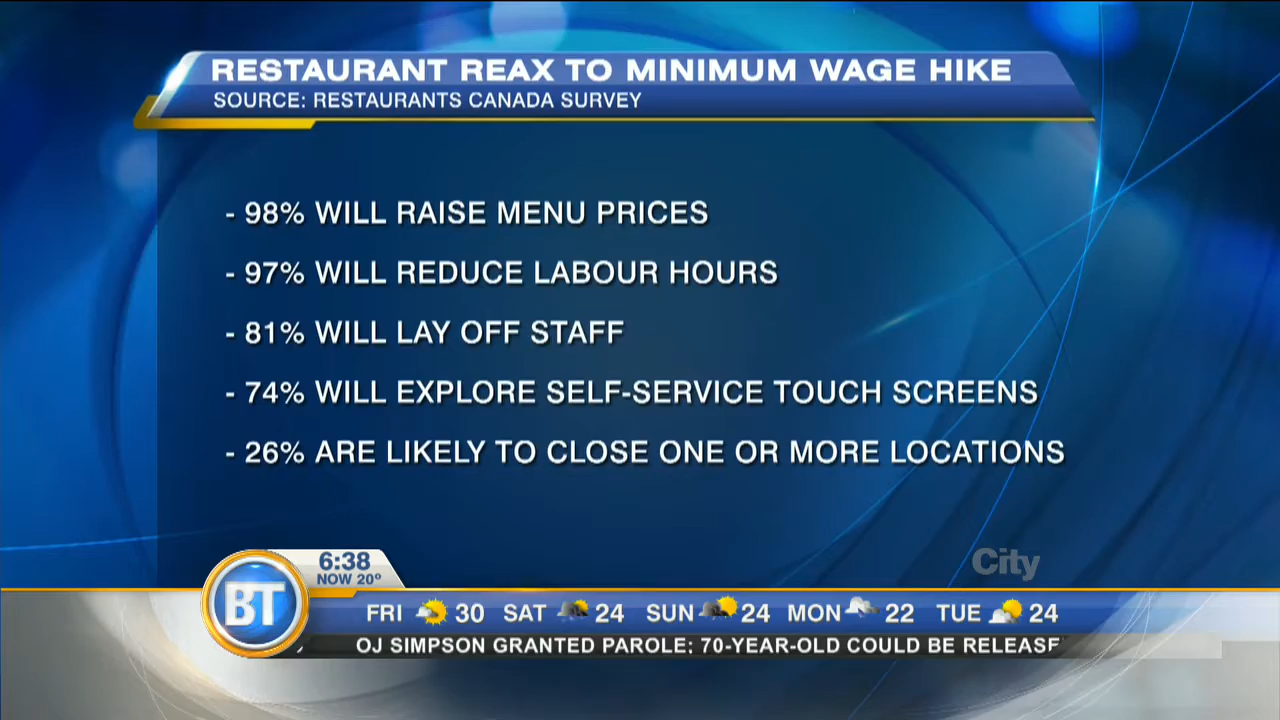 RESTAURANT REAX TO MINIMUM WAGE HIKE
SOURCE: RESTAURANTS CANADA SURVEY
- 98% WILL RAISE MENU PRICES
- 97% WILL REDUCE LABOUR HOURS
- 81% WILL LAY OFF STAFF
- 74% WILL EXPLORE SELF-SERVICE TOUCH SCREENS
- 26% ARE LIKELY TO CLOSE ONE OR MORE LOCATIONS
City
6:38
NOW 20º
BT
FRI 30 SAT 24 SUN 24 MON 22 TUE 24
OJ SIMPSON GRANTED PAROLE: 70-YEAR-OLD COULD BE RELEASE